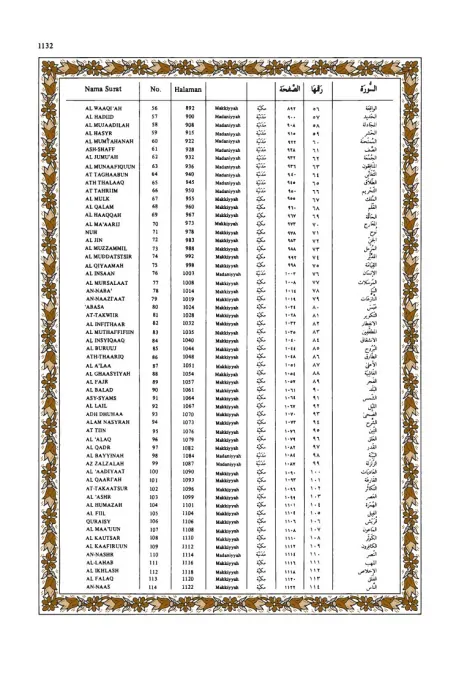 1132
Nama Surat No. Halaman الصفحة رقمها السورة
AL WAAQI'AH 56 892 Makkiyyah مكية ٨٩٢ ٥٦ الواقعة
AL HADIID 57 900 Madaniyyah مدنية ٩٠٠ ٥٧ الحديد
AL MUJAADILAH 58 908 Madaniyyah مدنية ٩٠٨ ٥٨ المجادلة
AL HASYR 59 915 Madaniyyah مدنية ٩١٥ ٥٩ الحشر
AL MUMTAHANAH 60 922 Madaniyyah مدنية ٩٢٢ ٦٠ الممتحنة
ASH-SHAFF 61 928 Madaniyyah مدنية ٩٢٨ ٦١ الصف
AL JUMU'AH 62 932 Madaniyyah مدنية ٩٣٢ ٦٢ الجمعة
AL MUNAAFIQUUN 63 936 Madaniyyah مدنية ٩٣٦ ٦٣ المنافقون
AT TAGHAABUN 64 940 Madaniyyah مدنية ٩٤٠ ٦٤ التغابن
ATH THALAAQ 65 945 Madaniyyah مدنية ٩٤٥ ٦٥ الطلاق
AT TAHRIIM 66 950 Madaniyyah مدنية ٩٥٠ ٦٦ التحريم
AL MULK 67 955 Makkiyyah مكية ٩٥٥ ٦٧ الملك
AL QALAM 68 960 Makkiyyah مكية ٩٦٠ ٦٨ القلم
AL HAAQQAH 69 967 Makkiyyah مكية ٩٦٧ ٦٩ الحاقة
AL MA'AARIJ 70 973 Makkiyyah مكية ٩٧٣ ٧٠ المعارج
NUH 71 978 Makkiyyah مكية ٩٧٨ ٧١ نوح
AL JIN 72 983 Makkiyyah مكية ٩٨٣ ٧٢ الجن
AL MUZZAMMIL 73 988 Makkiyyah مكية ٩٨٨ ٧٣ المزمل
AL MUDDATSTSIR 74 992 Makkiyyah مكية ٩٩٢ ٧٤ المدثر
AL QIYAAMAH 75 998 Makkiyyah مكية ٩٩٨ ٧٥ القيامة
AL INSAAN 76 1003 Madaniyyah مدنية ١٠٠٣ ٧٦ الإنسان
AL MURSALAAT 77 1008 Makkiyyah مكية ١٠٠٨ ٧٧ المرسلات
AN-NABA' 78 1014 Makkiyyah مكية ١٠١٤ ٧٨ النبأ
AN-NAAZI'AAT 79 1019 Makkiyyah مكية ١٠١٩ ٧٩ النازعات
'ABASA 80 1024 Makkiyyah مكية ١٠٢٤ ٨٠ عبس
AT-TAKWIIR 81 1028 Makkiyyah مكية ١٠٢٨ ٨١ التكوير
AL INFITHAAR 82 1032 Makkiyyah مكية ١٠٣٢ ٨٢ الانفطار
AL MUTHAFFIFIIN 83 1035 Makkiyyah مكية ١٠٣٥ ٨٣ المطففين
AL INSYIQAAQ 84 1040 Makkiyyah مكية ١٠٤٠ ٨٤ الانشقاق
AL BURUUJ 85 1044 Makkiyyah مكية ١٠٤٤ ٨٥ البروج
ATH-THAARIQ 86 1048 Makkiyyah مكية ١٠٤٨ ٨٦ الطارق
AL A'LAA 87 1051 Makkiyyah مكية ١٠٥١ ٨٧ الأعلى
AL GHAASYIYAH 88 1054 Makkiyyah مكية ١٠٥٤ ٨٨ الغاشية
AL FAJR 89 1057 Makkiyyah مكية ١٠٥٧ ٨٩ الفجر
AL BALAD 90 1061 Makkiyyah مكية ١٠٦١ ٩٠ البلد
ASY-SYAMS 91 1064 Makkiyyah مكية ١٠٦٤ ٩١ الشمس
AL LAIL 92 1067 Makkiyyah مكية ١٠٦٧ ٩٢ الليل
ADH DHUHAA 93 1070 Makkiyyah مكية ١٠٧٠ ٩٣ الضحى
ALAM NASYRAH 94 1073 Makkiyyah مكية ١٠٧٣ ٩٤ الشرح
AT TIIN 95 1076 Makkiyyah مكية ٩٥ التين
AL 'ALAQ 96 1079 Makkiyyah مكية ١٠٧٩ ٩٦ العلق
AL QADR 97 1082 Makkiyyah مكية ٩٧ القدر
AL BAYYINAH 98 1084 Madaniyyah مدنية ١٠٨٤ ٩٨ البينة
AZ ZALZALAH 99 1087 Madaniyyah مدنية ١٠٨٧ ٩٩ الزلزلة
AL 'AADIYAAT 100 1090 Makkiyyah مكية ١٠٩٠ ١٠٠ العاديات
AL QAARI'AH 101 1093 Makkiyyah مكية ١٠٩٣ ١٠١ القارعة
AT-TAKAATSUR 102 1096 Makkiyyah مكية ١٠٩٦ ١٠٢ التكاثر
AL 'ASHR 103 1099 Makkiyyah مكية ١٠٩٩ ١٠٣ العصر
AL HUMAZAH 104 1101 Makkiyyah مكية ١١٠١ ١٠٤ الهمزة
AL FIIL 105 1104 Makkiyyah مكية ١١٠٤ ١٠٥ الفيل
QURAISY 106 1106 Makkiyyah مكية ١١٠٦ ١٠٦ قريش
AL MAA'UUN 107 1108 Makkiyyah مكية ١١٠٨ ١٠٧ الماعون
AL KAUTSAR 108 1110 Makkiyyah مكية ١١١٠ ١٠٨ الكوثر
AL KAAFIRUUN 109 1112 Makkiyyah مكية ١١١٢ ١٠٩ الكافرون
AN-NASHR 110 1114 Madaniyyah مدنية ١١١٤ ١١٠ النصر
AL-LAHAB 111 1116 Makkiyyah مكية ١١١٦ ١١١ اللهب
AL IKHLASH 112 1118 Makkiyyah مكية ١١١٨ ١١٢ الإخلاص
AL FALAQ 113 1120 Makkiyyah مكية ١١٢٠ ١١٣ الفلق
AN-NAAS 114 1122 Makkiyyah مكية ١١٢٢ ١١٤ الناس